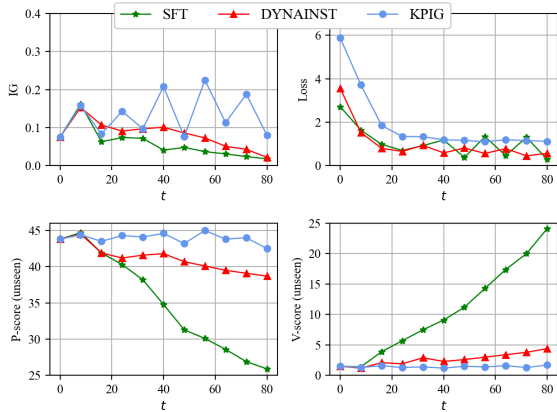 SFT DYNAINST KPIG
0.4
0.3
0.2
0.1
0.0
IG
0 20 40 60 80
t
6
4
2
0
Loss
0 20 40 60 80
t
45
40
35
30
25
P-score (unseen)
0 20 40 60 80
t
25
20
15
10
5
0
V-score (unseen)
0 20 40 60 80
t